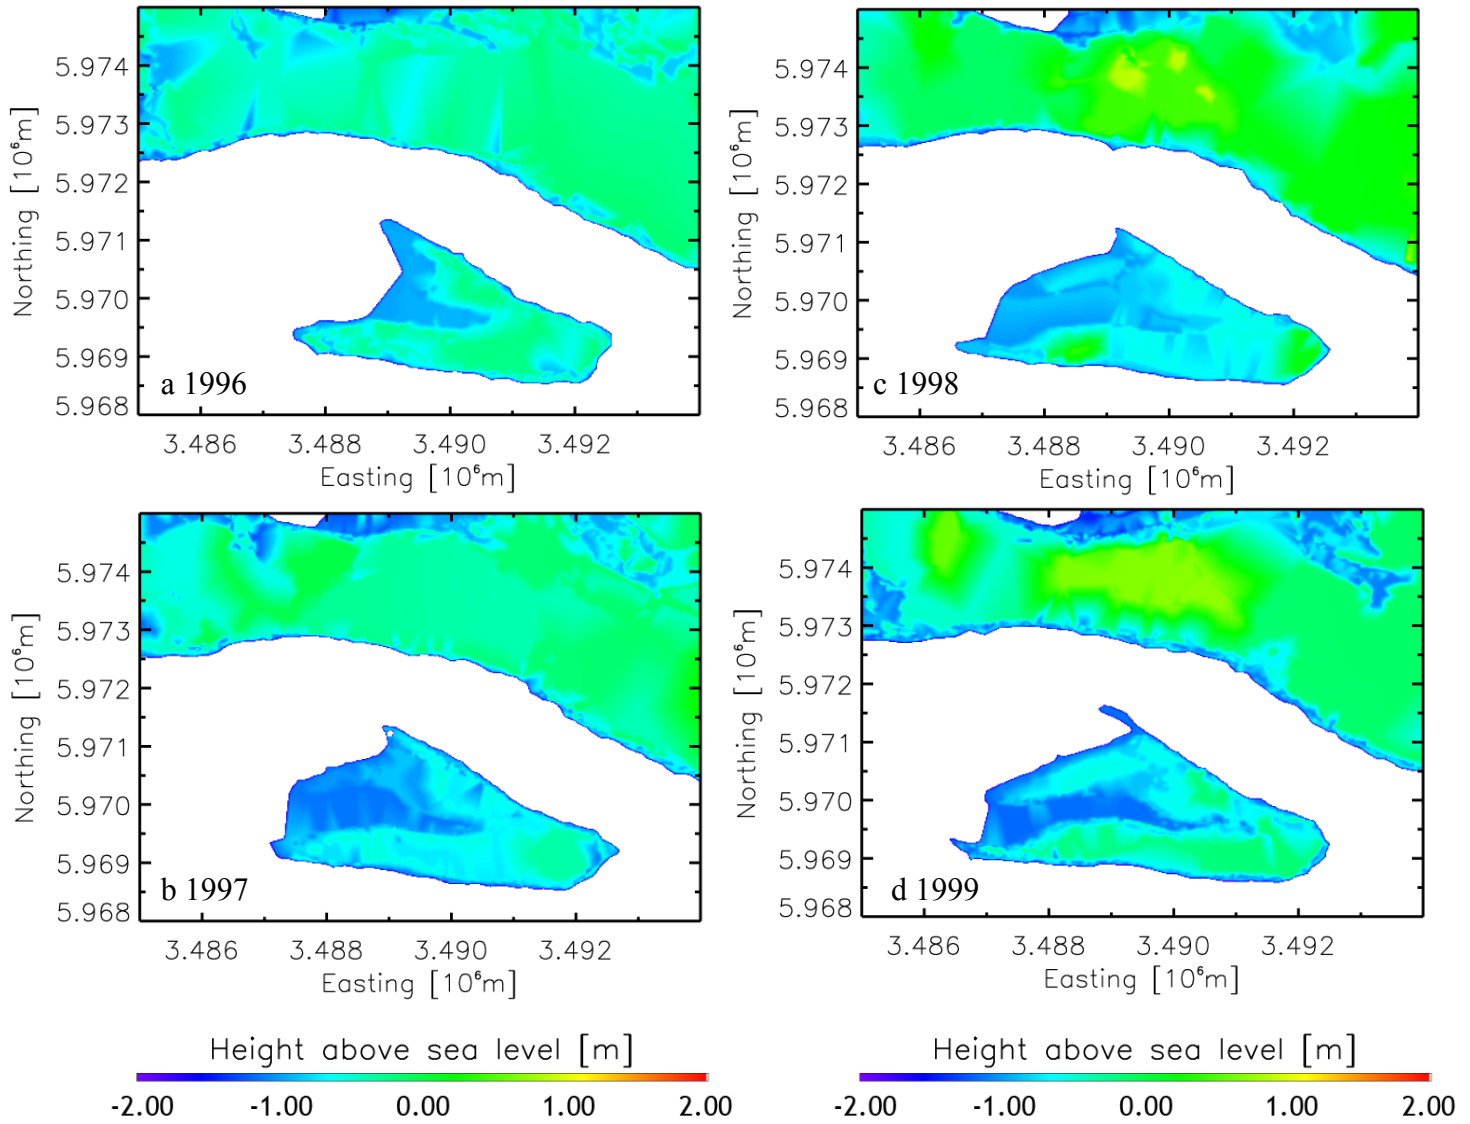 5.974
5.973
5.972
5.971
5.970
5.969
5.968
Northing [10⁶m]
a 1996
3.486 3.488 3.490 3.492
Easting [10⁶m]
5.974
5.973
5.972
5.971
5.970
5.969
5.968
Northing [10⁶m]
c 1998
3.486 3.488 3.490 3.492
Easting [10⁶m]
5.974
5.973
5.972
5.971
5.970
5.969
5.968
Northing [10⁶m]
b 1997
3.486 3.488 3.490 3.492
Easting [10⁶m]
5.974
5.973
5.972
5.971
5.970
5.969
5.968
Northing [10⁶m]
d 1999
3.486 3.488 3.490 3.492
Easting [10⁶m]
Height above sea level [m]
-2.00 -1.00 0.00 1.00 2.00
Height above sea level [m]
-2.00 -1.00 0.00 1.00 2.00